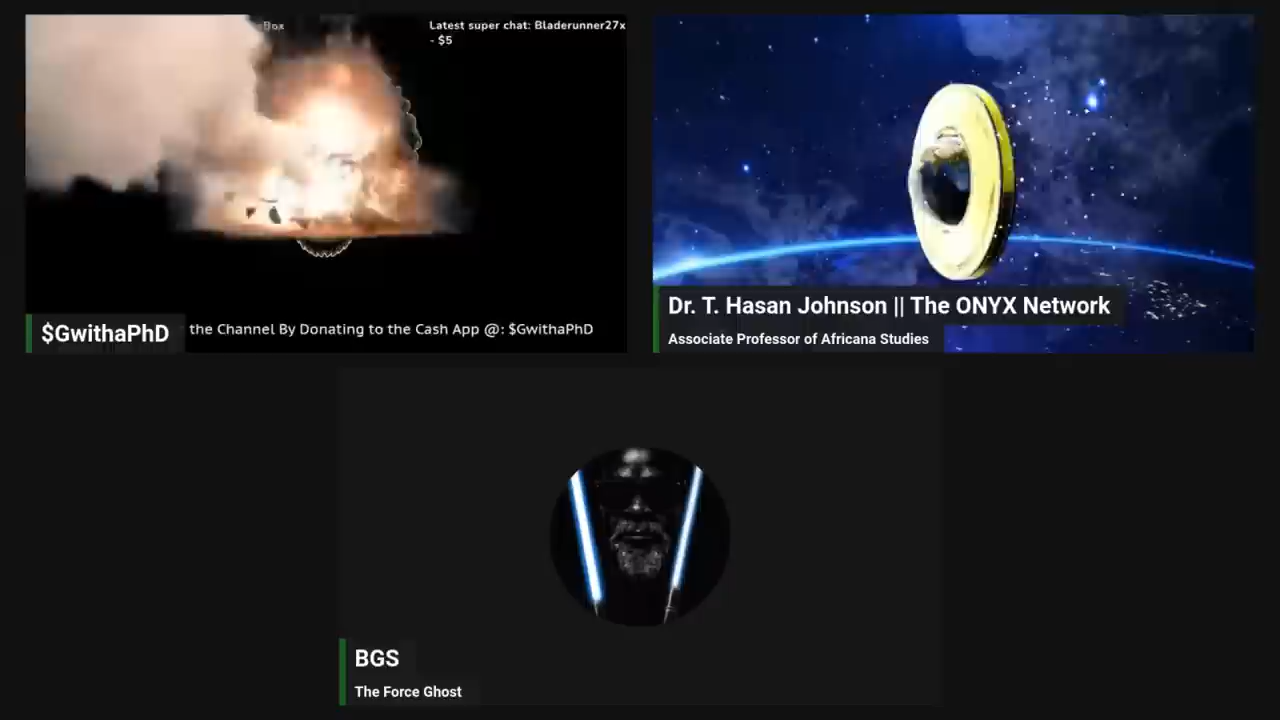 Latest super chat: Bladerunner27x
- $5
$GwithaPhD
the Channel By Donating to the Cash App @: $GwithaPhD
Dr. T. Hasan Johnson || The ONYX Network
Associate Professor of Africana Studies
BGS
The Force Ghost